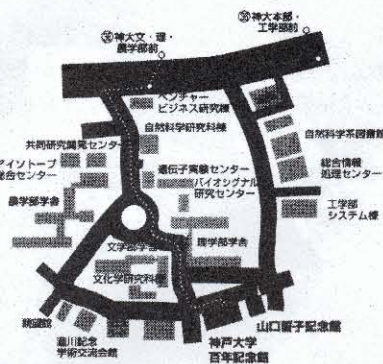 ㊱神大文・理・
農学部前
㊱神大本部・
工学部前
ベンチャー
ビジネス研究棟
自然科学研究科棟
共同研究開発センター
アイソトープ
総合センター
遺伝子実験センター
バイオシグナル
研究センター
農学部学舎
自然科学系図書館
総合情報
処理センター
工学部
システム棟
文学部学舎
理学部学舎
文化学研究科棟
眺望館
瀧川記念
学術交流会館
神戸大学
百年記念館
山口誓子記念館